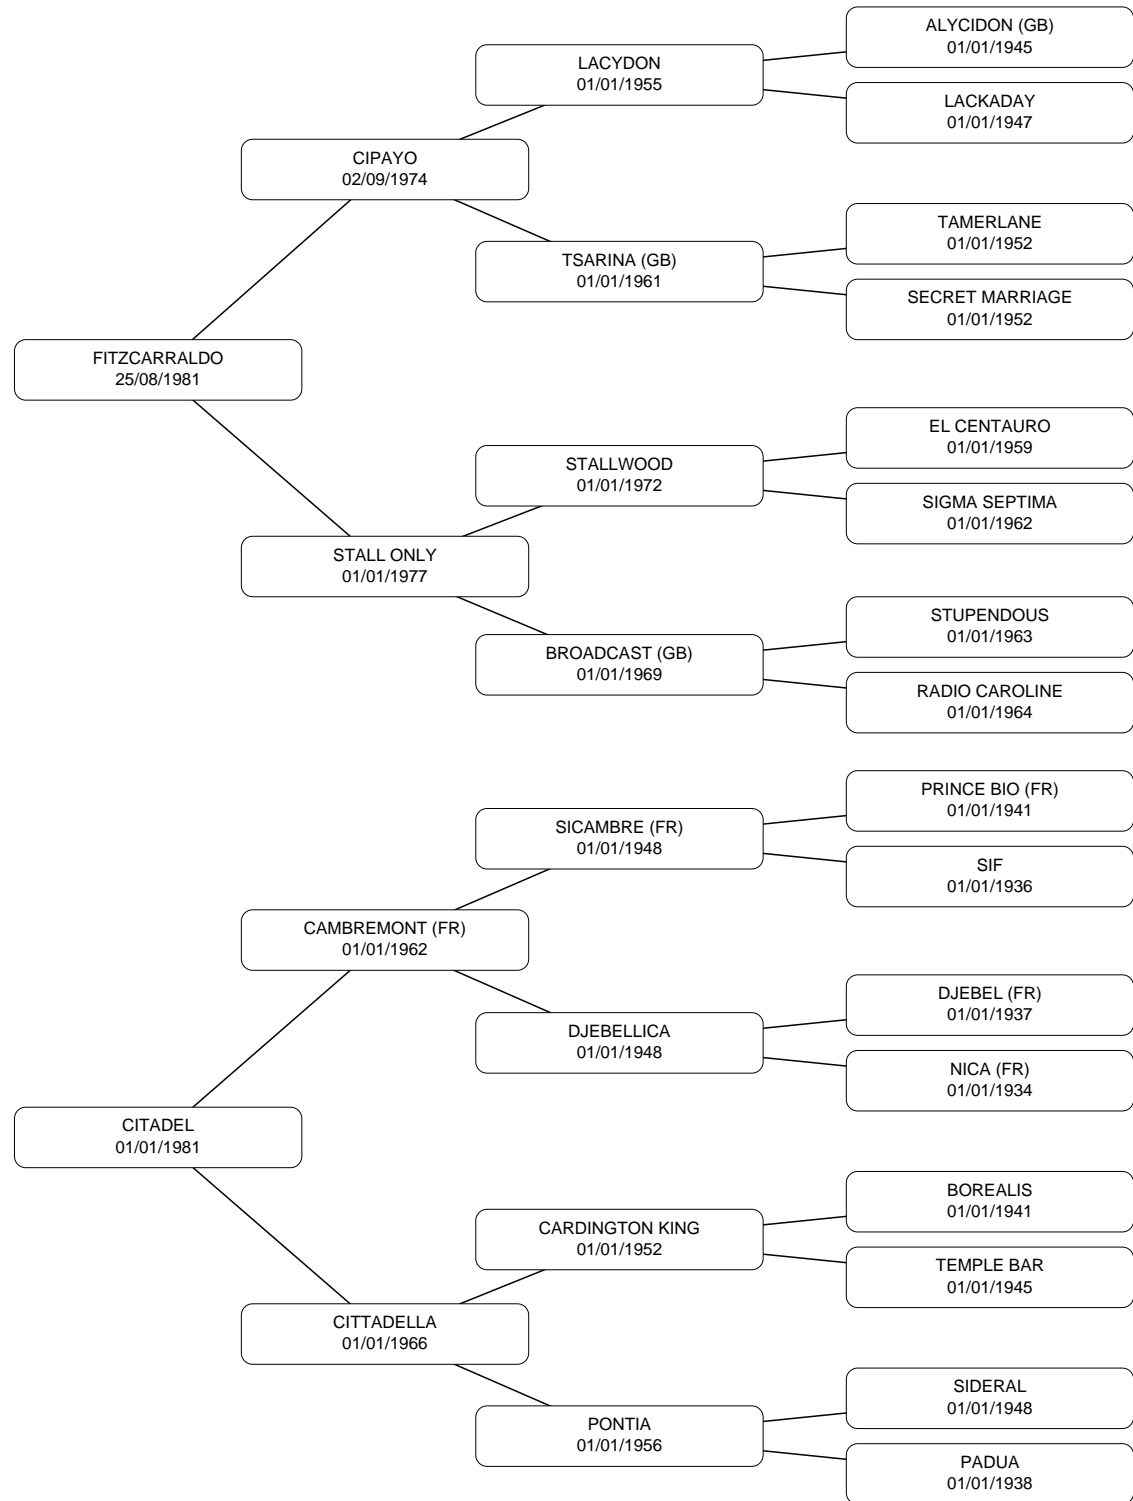 ALYCIDON (GB)
01/01/1945
LACYDON
01/01/1955
LACKADAY
01/01/1947
CIPAYO
02/09/1974
TAMERLANE
01/01/1952
TSARINA (GB)
01/01/1961
SECRET MARRIAGE
01/01/1952
FITZCARRALDO
25/08/1981
EL CENTAURO
01/01/1959
STALLWOOD
01/01/1972
SIGMA SEPTIMA
01/01/1962
STALL ONLY
01/01/1977
STUPENDOUS
01/01/1963
BROADCAST (GB)
01/01/1969
RADIO CAROLINE
01/01/1964
PRINCE BIO (FR)
01/01/1941
SICAMBRE (FR)
01/01/1948
SIF
01/01/1936
CAMBREMONT (FR)
01/01/1962
DJEBEL (FR)
01/01/1937
DJEBELLICA
01/01/1948
NICA (FR)
01/01/1934
CITADEL
01/01/1981
BOREALIS
01/01/1941
CARDINGTON KING
01/01/1952
TEMPLE BAR
01/01/1945
CITTADELLA
01/01/1966
SIDERAL
01/01/1948
PONTIA
01/01/1956
PADUA
01/01/1938